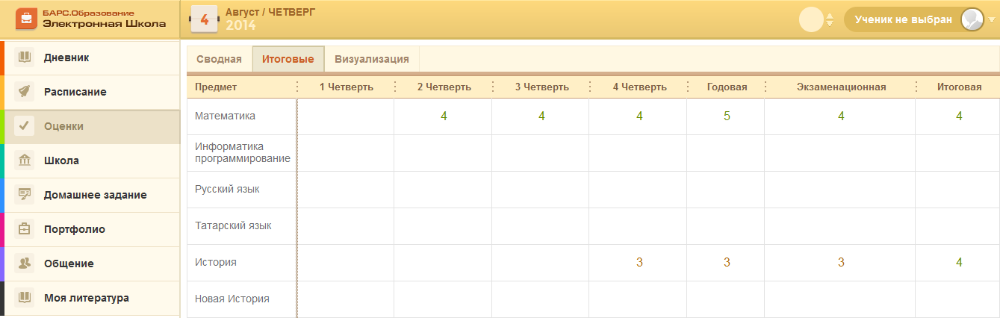 БАРС.Образование
Электронная Школа
4
Август / ЧЕТВЕРГ
2014
Ученик не выбран
Дневник
Расписание
Оценки
Школа
Домашнее задание
Портфолио
Общение
Моя литература
Сводная Итоговые Визуализация
Предмет 1 Четверть 2 Четверть 3 Четверть 4 Четверть Годовая Экзаменационная Итоговая
Математика 4 4 4 5 4 4
Информатика
программирование
Русский язык
Татарский язык
История 3 3 3 4
Новая История